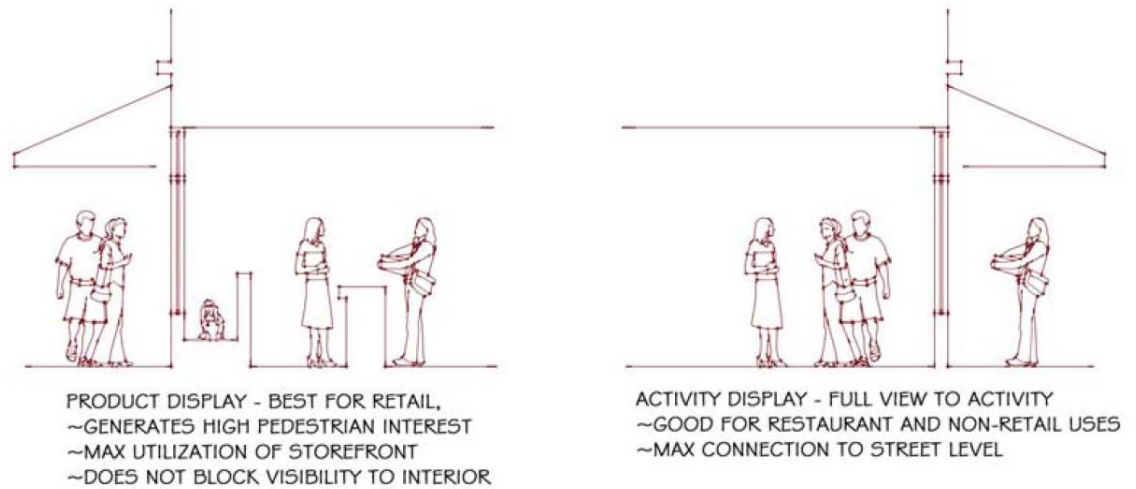 PRODUCT DISPLAY - BEST FOR RETAIL,
~GENERATES HIGH PEDESTRIAN INTEREST
~MAX UTILIZATION OF STOREFRONT
~DOES NOT BLOCK VISIBILITY TO INTERIOR
ACTIVITY DISPLAY - FULL VIEW TO ACTIVITY
~GOOD FOR RESTAURANT AND NON-RETAIL USES
~MAX CONNECTION TO STREET LEVEL